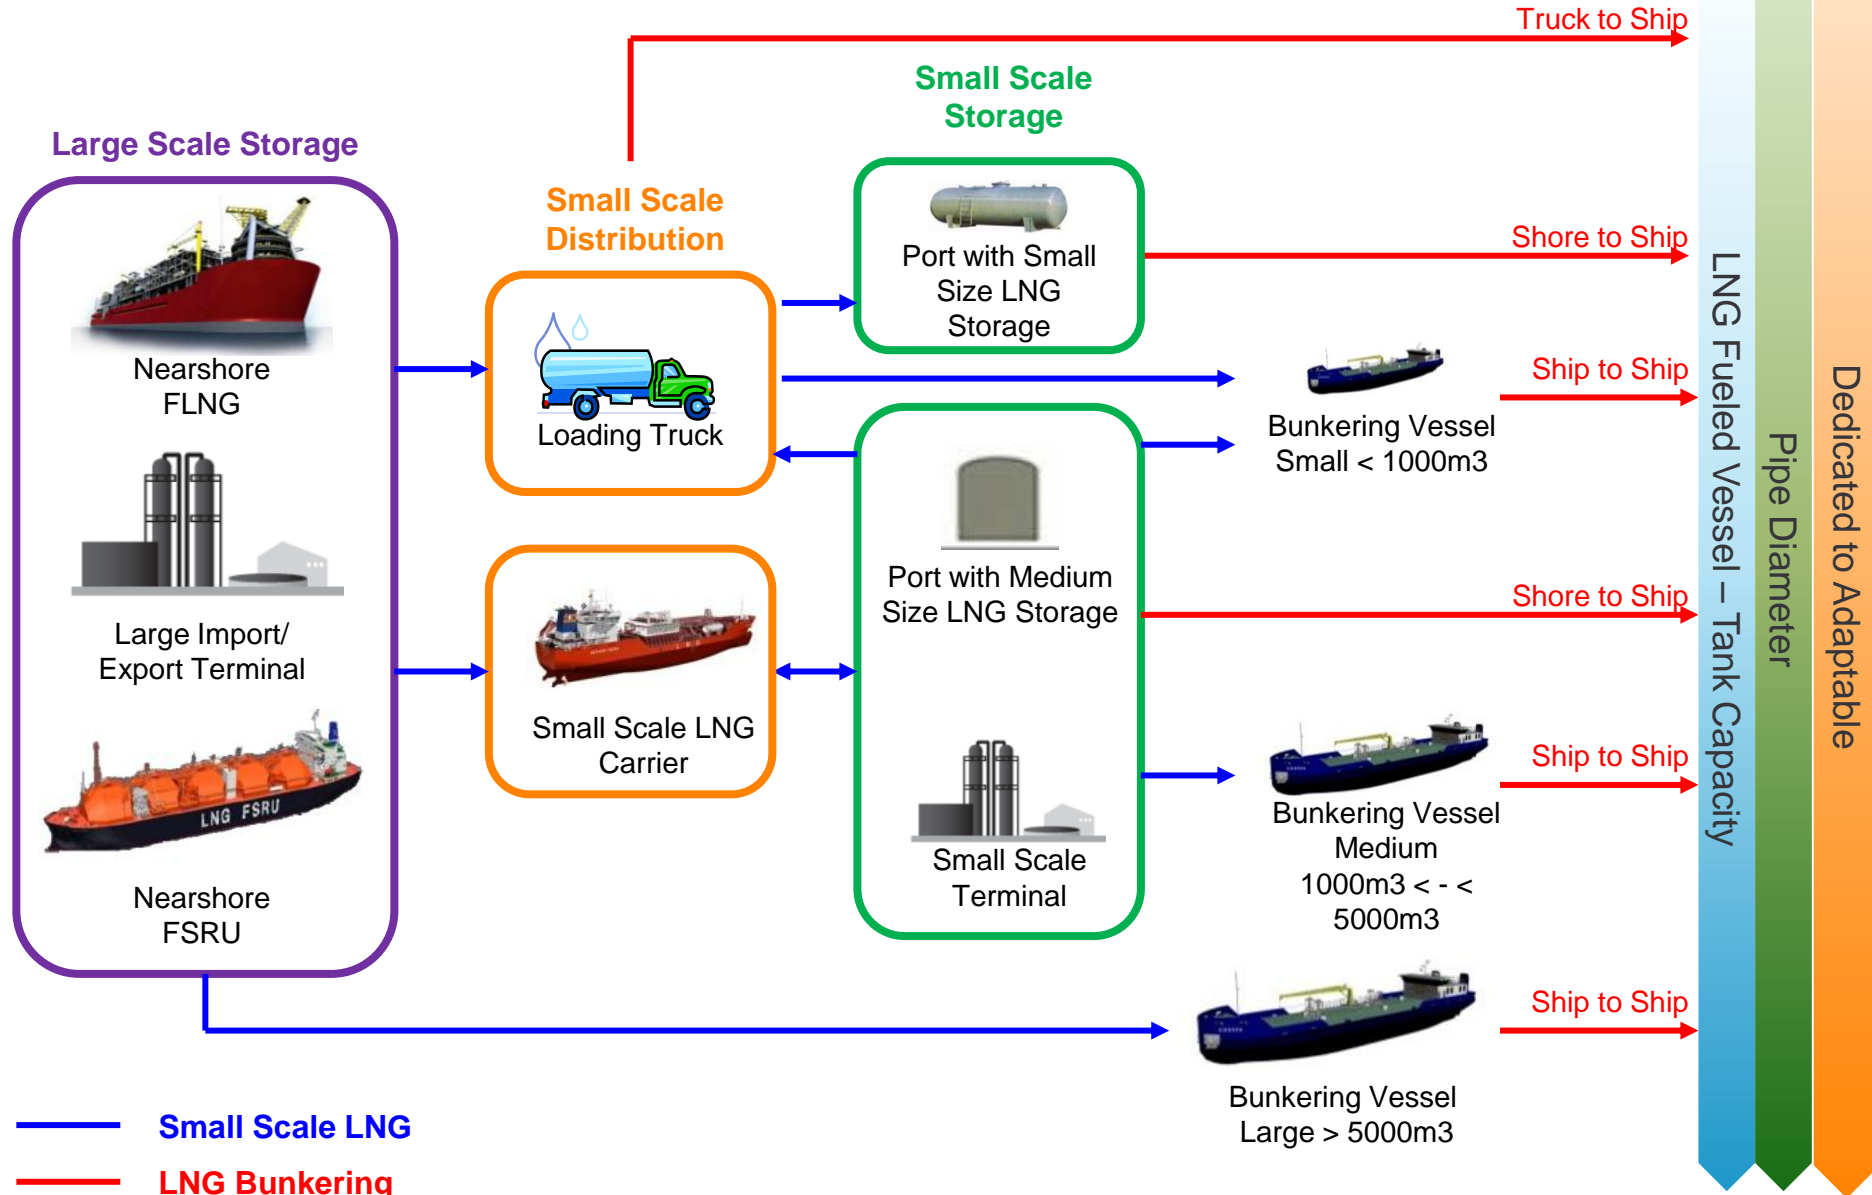 Truck to Ship
Small Scale
Storage
Large Scale Storage
Small Scale
Distribution
Port with Small
Size LNG
Storage
Shore to Ship
Nearshore
FLNG
Loading Truck
Ship to Ship
Bunkering Vessel
Small < 1000m3
Large Import/
Export Terminal
Port with Medium
Size LNG Storage
Shore to Ship
Small Scale LNG
Carrier
LNG FSRU
Nearshore
FSRU
Small Scale
Terminal
Ship to Ship
Bunkering Vessel
Medium
1000m3 < - <
5000m3
Ship to Ship
Bunkering Vessel
Large > 5000m3
LNG Fueled Vessel – Tank Capacity
Pipe Diameter
Dedicated to Adaptable
Small Scale LNG
LNG Bunkering